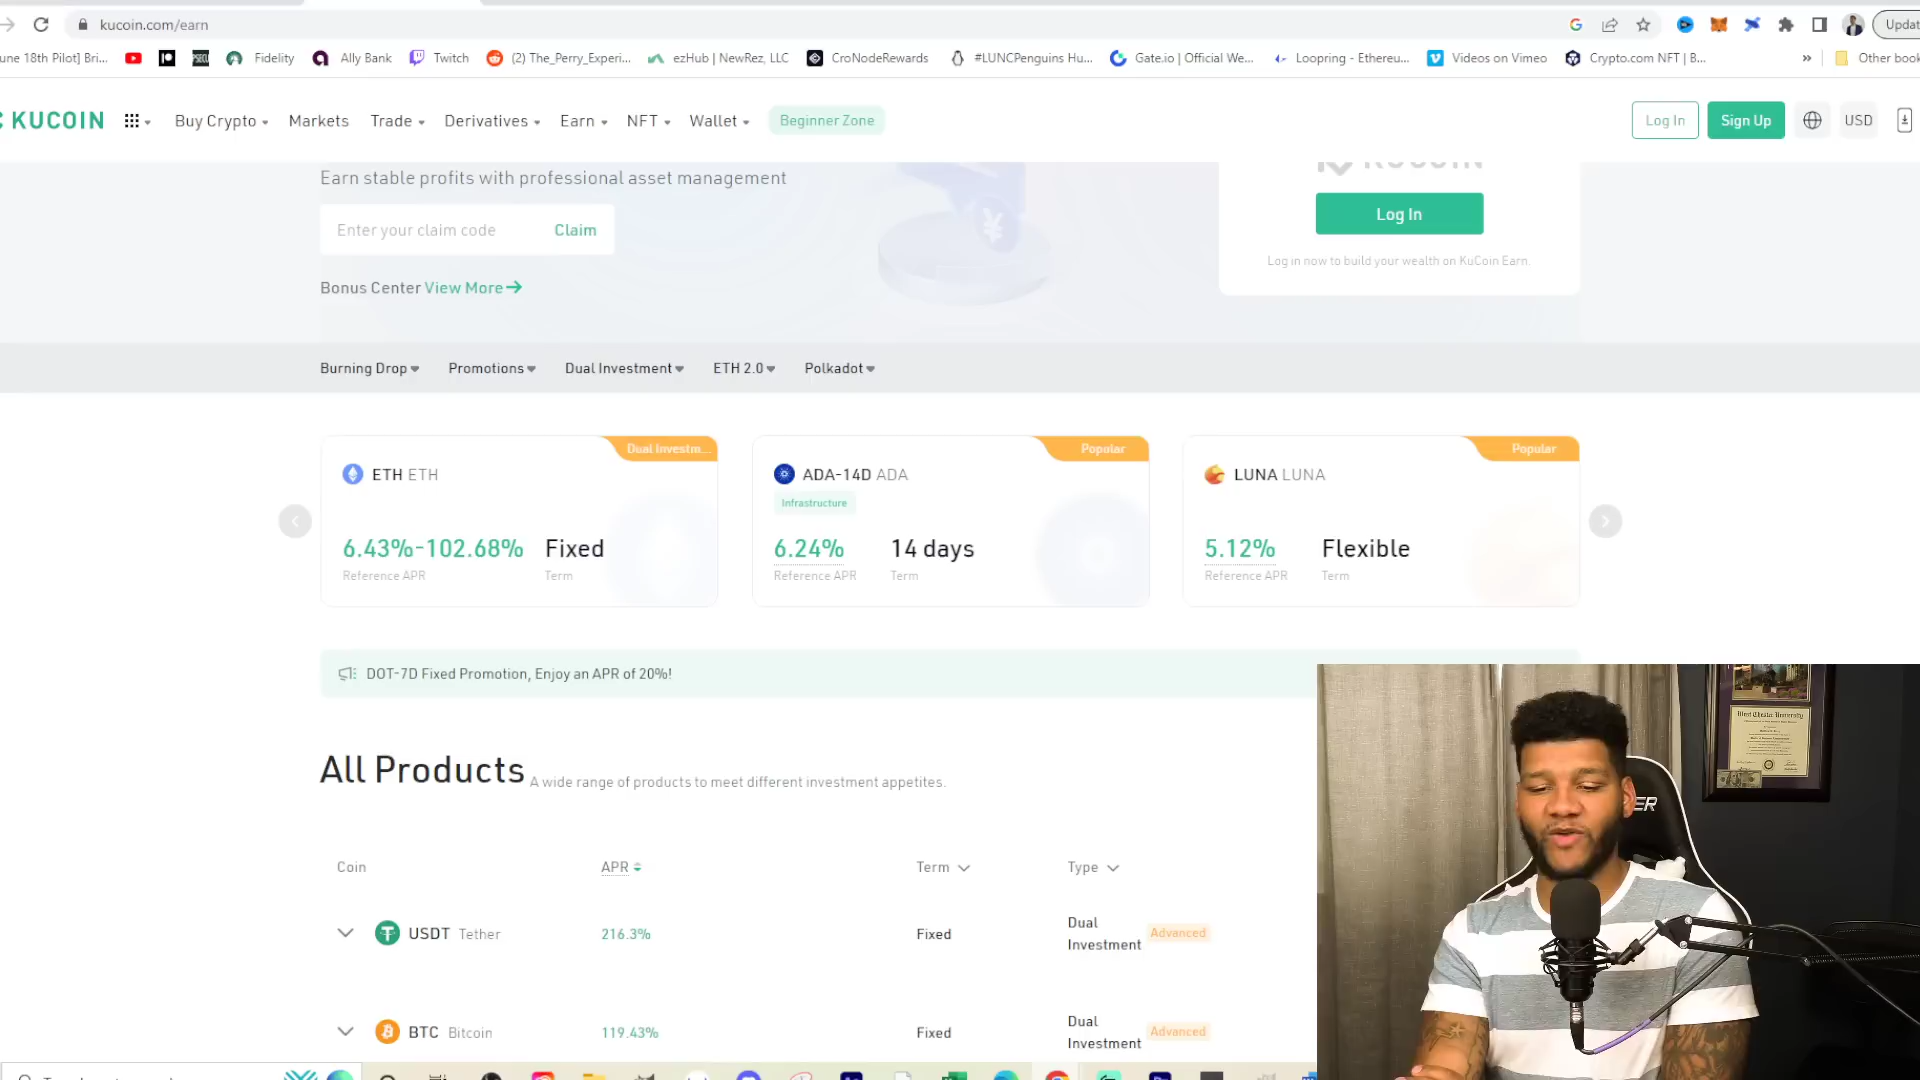 kucoin.com/earn
Updat
une 18th Pilot] Bri...
Fidelity
Ally Bank
Twitch
(2) The_Perry_Experi...
ezHub | NewRez, LLC
CroNodeRewards
#LUNCPenguins Hu...
Gate.io | Official We...
Loopring - Ethereu...
Videos on Vimeo
Crypto.com NFT | B...
»
Other book
KUCOIN
Buy Crypto
Markets
Trade
Derivatives
Earn
NFT
Wallet
Beginner Zone
Log In
Sign Up
USD
Earn stable profits with professional asset management
Enter your claim code
Claim
Bonus Center View More
KUCOIN
Log In
Log in now to build your wealth on KuCoin Earn.
Burning Drop
Promotions
Dual Investment
ETH 2.0
Polkadot
Dual Investm...
ETH ETH
6.43%-102.68%
Fixed
Reference APR
Term
Popular
ADA-14D ADA
Infrastructure
6.24%
14 days
Reference APR
Term
Popular
LUNA LUNA
5.12%
Flexible
Reference APR
Term
DOT-7D Fixed Promotion, Enjoy an APR of 20%!
All Products
A wide range of products to meet different investment appetites.
Coin
APR
Term
Type
USDT Tether
216.3%
Fixed
Dual
Investment
Advanced
BTC Bitcoin
119.43%
Fixed
Dual
Investment
Advanced
West Chester University